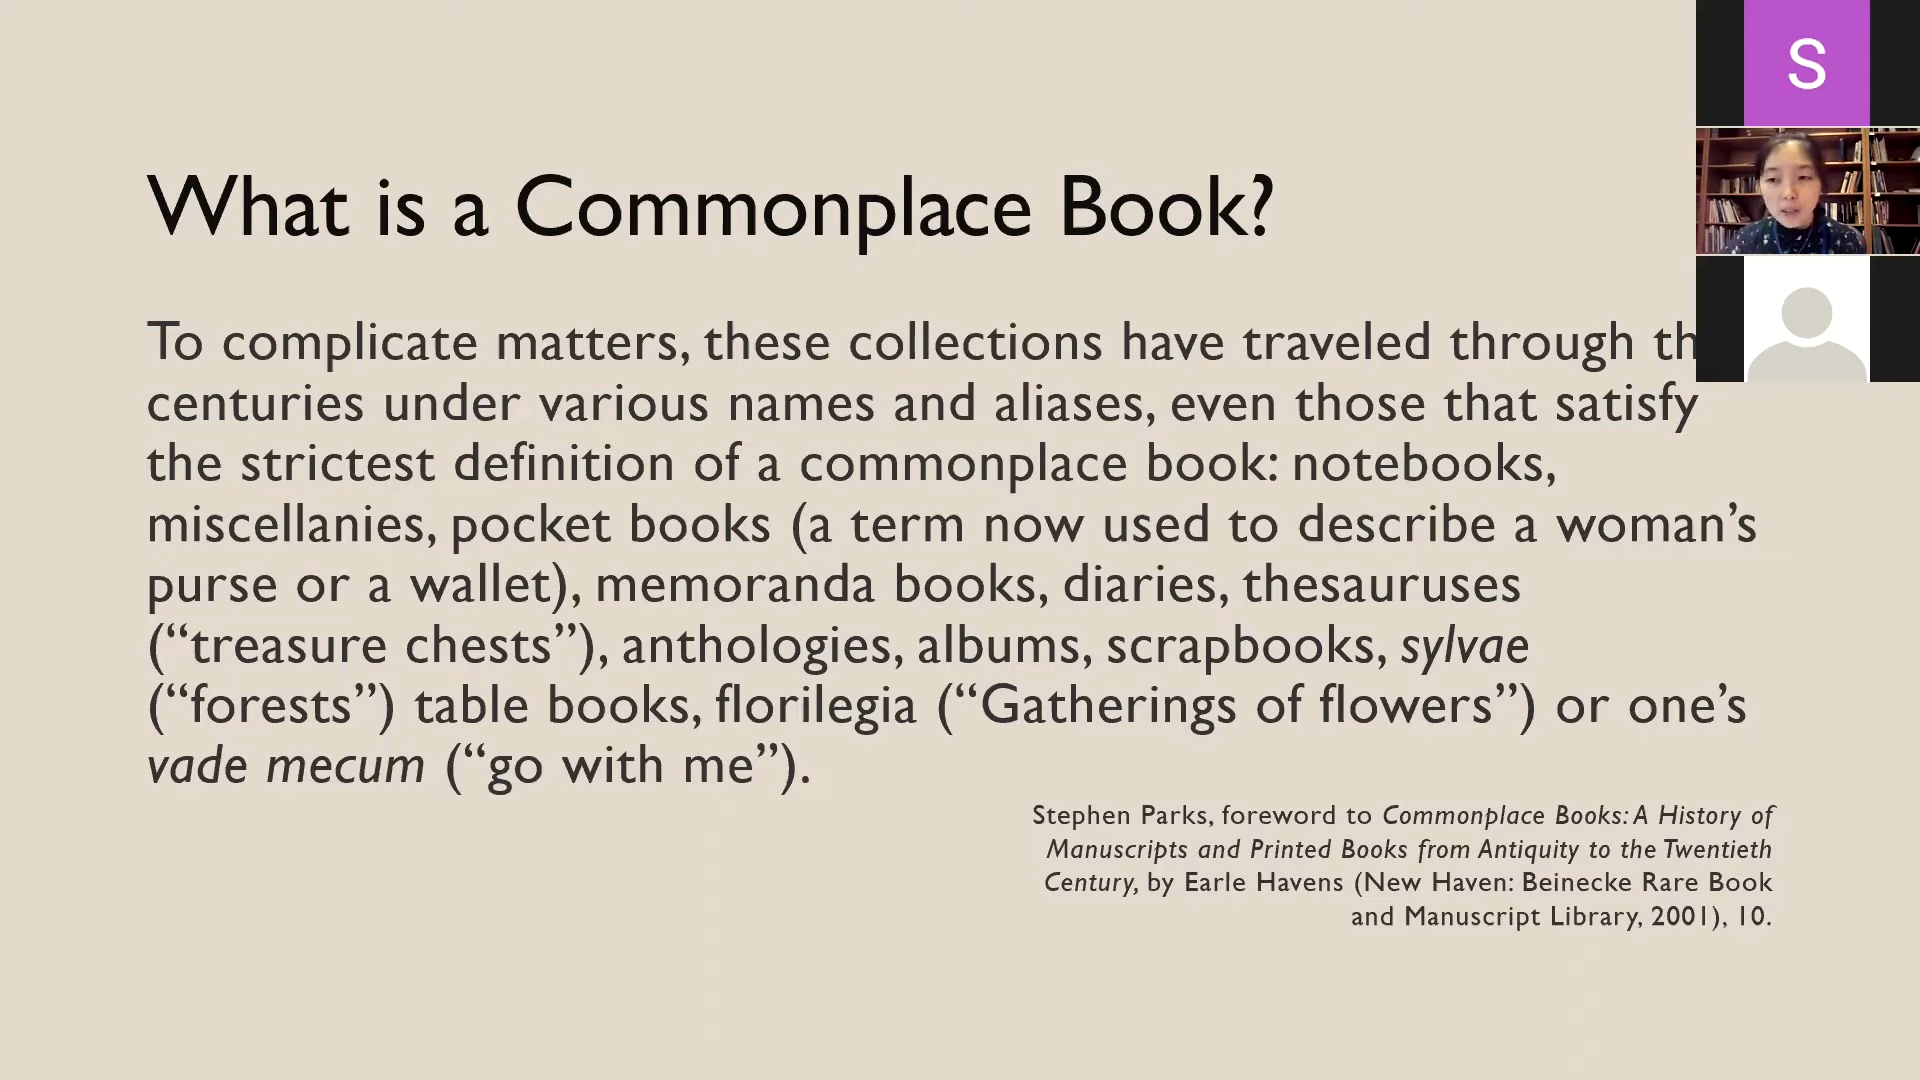 What is a Commonplace Book?
To complicate matters, these collections have traveled through
centuries under various names and aliases, even those that satisfy
the strictest definition of a commonplace book: notebooks,
miscellanies, pocket books (a term now used to describe a woman’s
purse or a wallet), memoranda books, diaries, thesauruses
(“treasure chests”), anthologies, albums, scrapbooks, sylvae
(“forests”) table books, florilegia (“Gatherings of flowers”) or one’s
vade mecum (“go with me”).
Stephen Parks, foreword to Commonplace Books: A History of
Manuscripts and Printed Books from Antiquity to the Twentieth
Century, by Earle Havens (New Haven: Beinecke Rare Book
and Manuscript Library, 2001), 10.
S